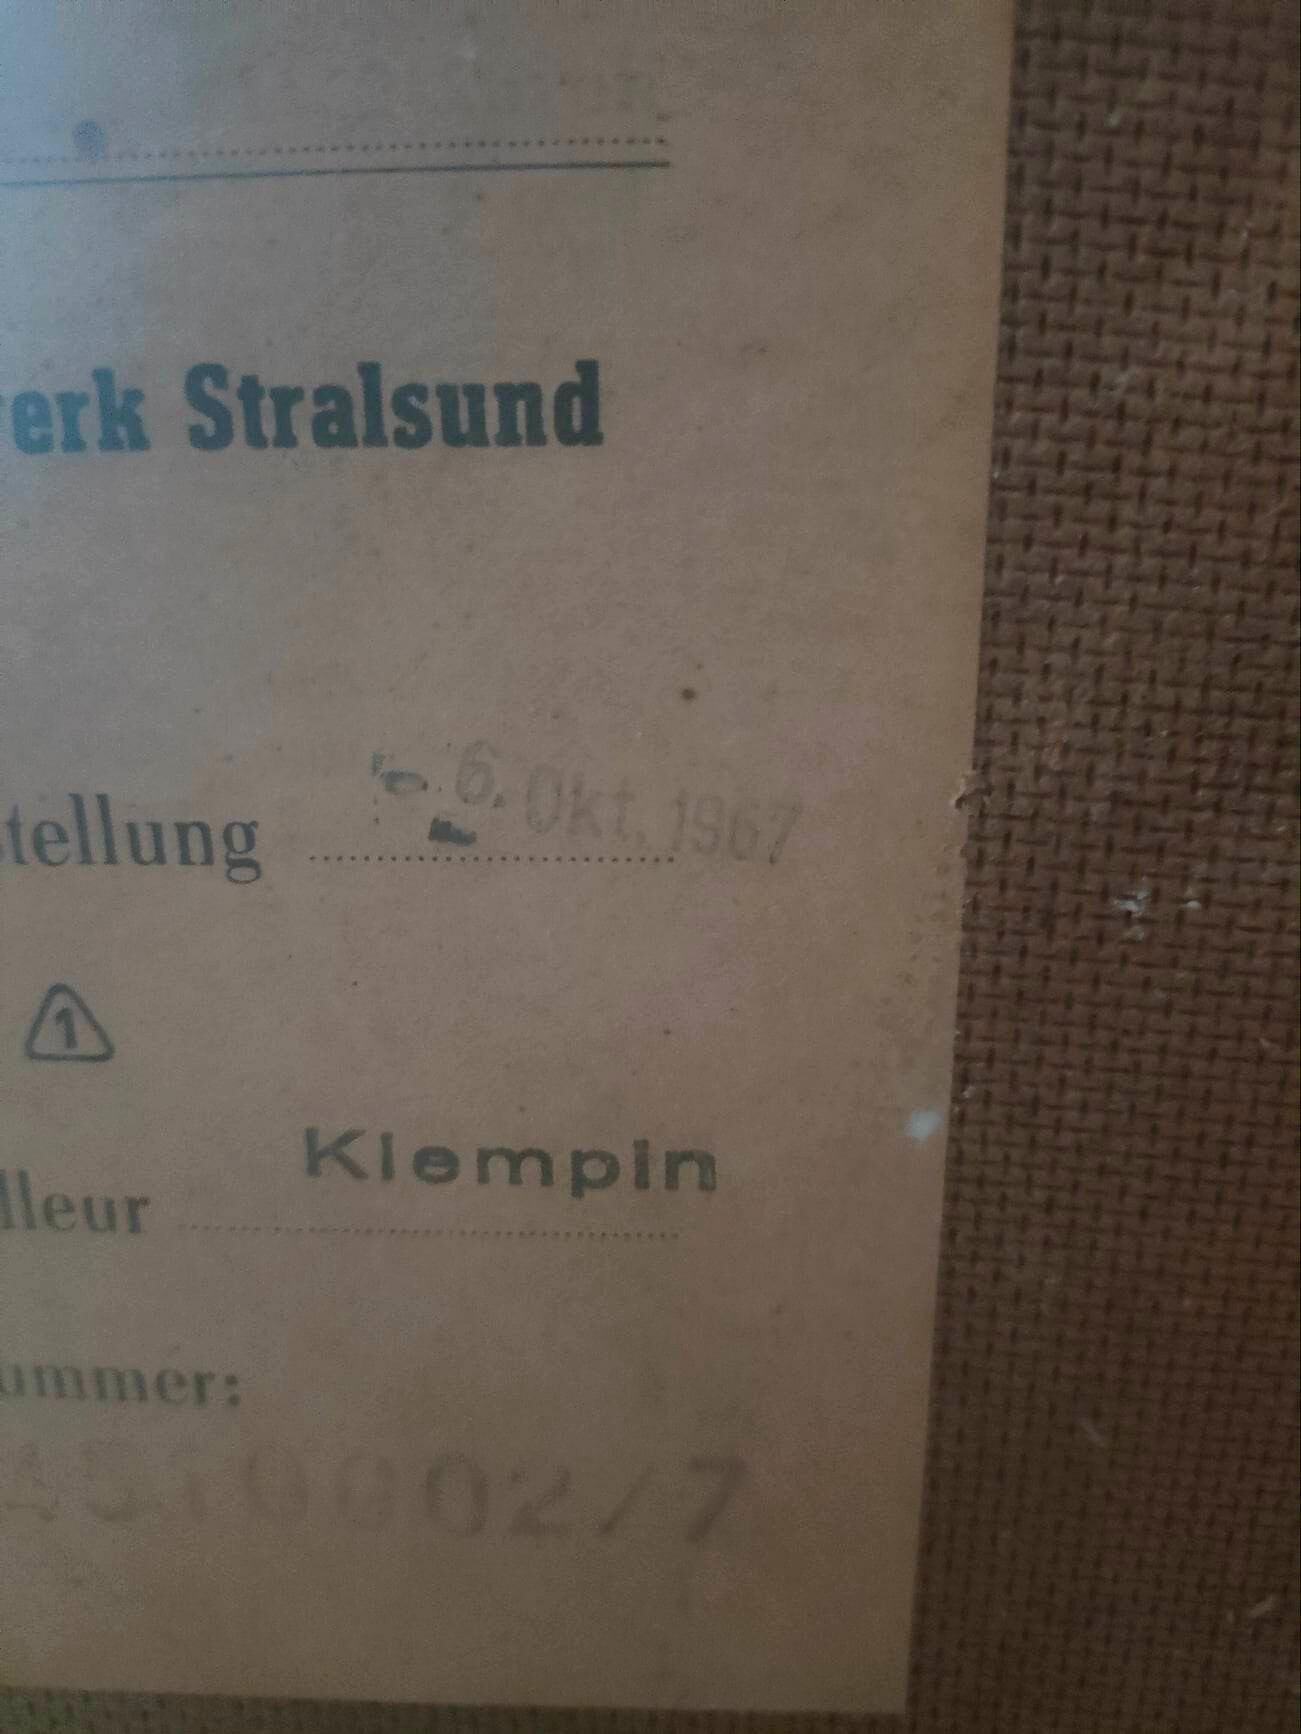 erk Stralsund
tellung 6. Okt. 1967
1
lleur Klempin
ummer:
02/7